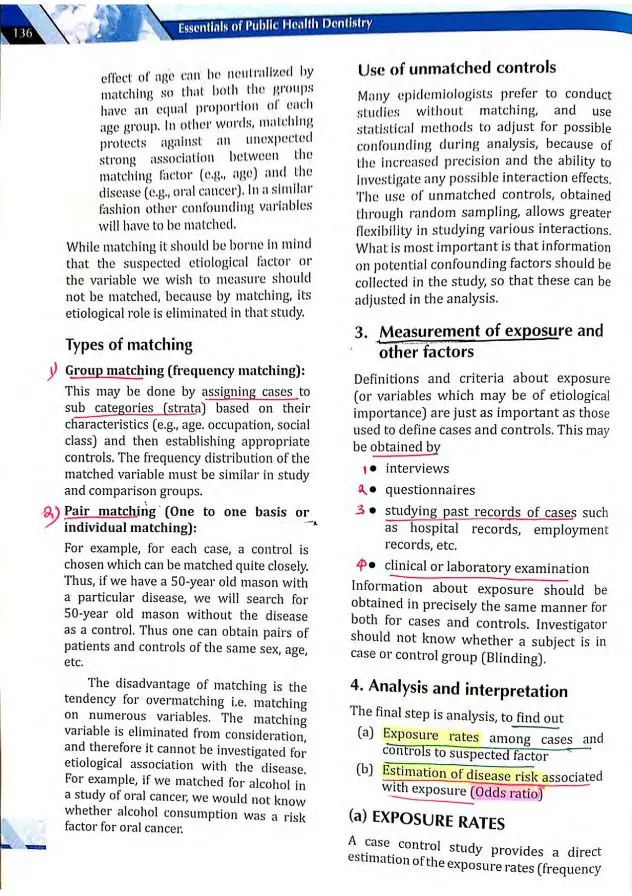 136
Essentials of Public Health Dentistry
effect of age can be neutralized by
matching so that both the groups
have an equal proportion of each
age group. In other words, matching
protects against an unexpected
strong association between the
matching factor (e.g., age) and the
disease (e.g., oral cancer). In a similar
fashion other confounding variables
will have to be matched.
While matching it should be borne in mind
that the suspected etiological factor or
the variable we wish to measure should
not be matched, because by matching, its
etiological role is eliminated in that study.
Types of matching
1) Group matching (frequency matching):
This may be done by assigning cases to
sub categories (strata) based on their
characteristics (e.g., age. occupation, social
class) and then establishing appropriate
controls. The frequency distribution of the
matched variable must be similar in study
and comparison groups.
2) Pair matching (One to one basis or
individual matching):
For example, for each case, a control is
chosen which can be matched quite closely.
Thus, if we have a 50-year old mason with
a particular disease, we will search for
50-year old mason without the disease
as a control. Thus one can obtain pairs of
patients and controls of the same sex, age,
etc.
The disadvantage of matching is the
tendency for overmatching i.e. matching
on numerous variables. The matching
variable is eliminated from consideration,
and therefore it cannot be investigated for
etiological association with the disease.
For example, if we matched for alcohol in
a study of oral cancer, we would not know
whether alcohol consumption was a risk
factor for oral cancer.
Use of unmatched controls
Many epidemiologists prefer to conduct
studies without matching, and use
statistical methods to adjust for possible
confounding during analysis, because of
the increased precision and the ability to
investigate any possible interaction effects.
The use of unmatched controls, obtained
through random sampling, allows greater
flexibility in studying various interactions.
What is most important is that information
on potential confounding factors should be
collected in the study, so that these can be
adjusted in the analysis.
3. Measurement of exposure and
other factors
Definitions and criteria about exposure
(or variables which may be of etiological
importance) are just as important as those
used to define cases and controls. This may
be obtained by
1 • interviews
2 • questionnaires
3 • studying past records of cases such
as hospital records, employment
records, etc.
4 • clinical or laboratory examination
Information about exposure should be
obtained in precisely the same manner for
both for cases and controls. Investigator
should not know whether a subject is in
case or control group (Blinding).
4. Analysis and interpretation
The final step is analysis, to find out
(a) Exposure rates among cases and
controls to suspected factor
(b) Estimation of disease risk associated
with exposure (Odds ratio)
(a) EXPOSURE RATES
A case control study provides a direct
estimation of the exposure rates (frequency